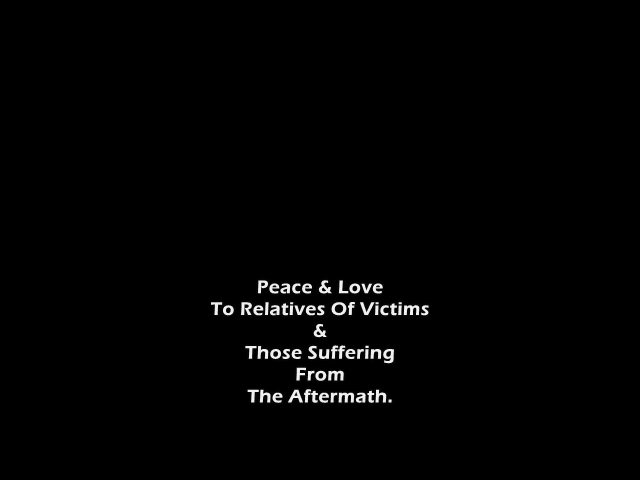 Peace & Love
To Relatives Of Victims
&
Those Suffering
From
The Aftermath.